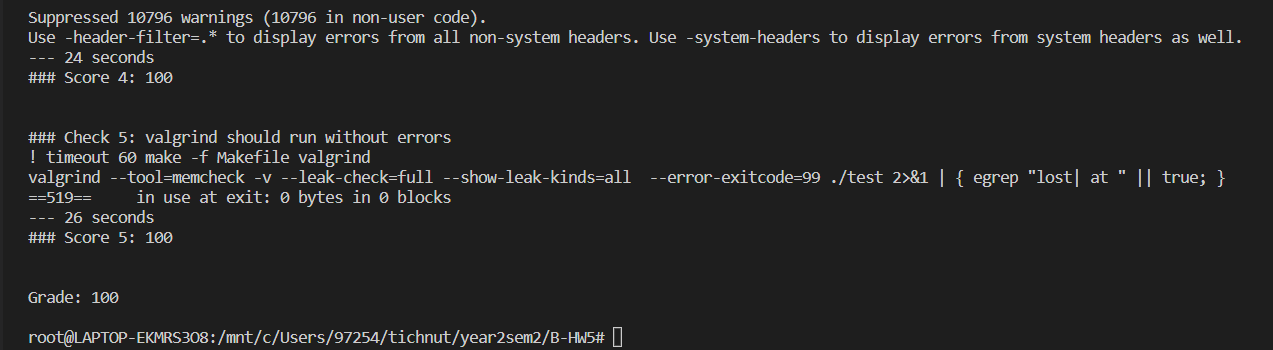 Suppressed 10796 warnings (10796 in non-user code).
Use -header-filter=.* to display errors from all non-system headers. Use -system-headers to display errors from system headers as well.
--- 24 seconds
### Score 4: 100
### Check 5: valgrind should run without errors
! timeout 60 make -f Makefile valgrind
valgrind --tool=memcheck -v --leak-check=full --show-leak-kinds=all  --error-exitcode=99 ./test 2>&1 | { egrep "lost| at " || true; }
==519==     in use at exit: 0 bytes in 0 blocks
--- 26 seconds
### Score 5: 100
Grade: 100
root@LAPTOP-EKMRS3O8:/mnt/c/Users/97254/tichnut/year2sem2/B-HW5#